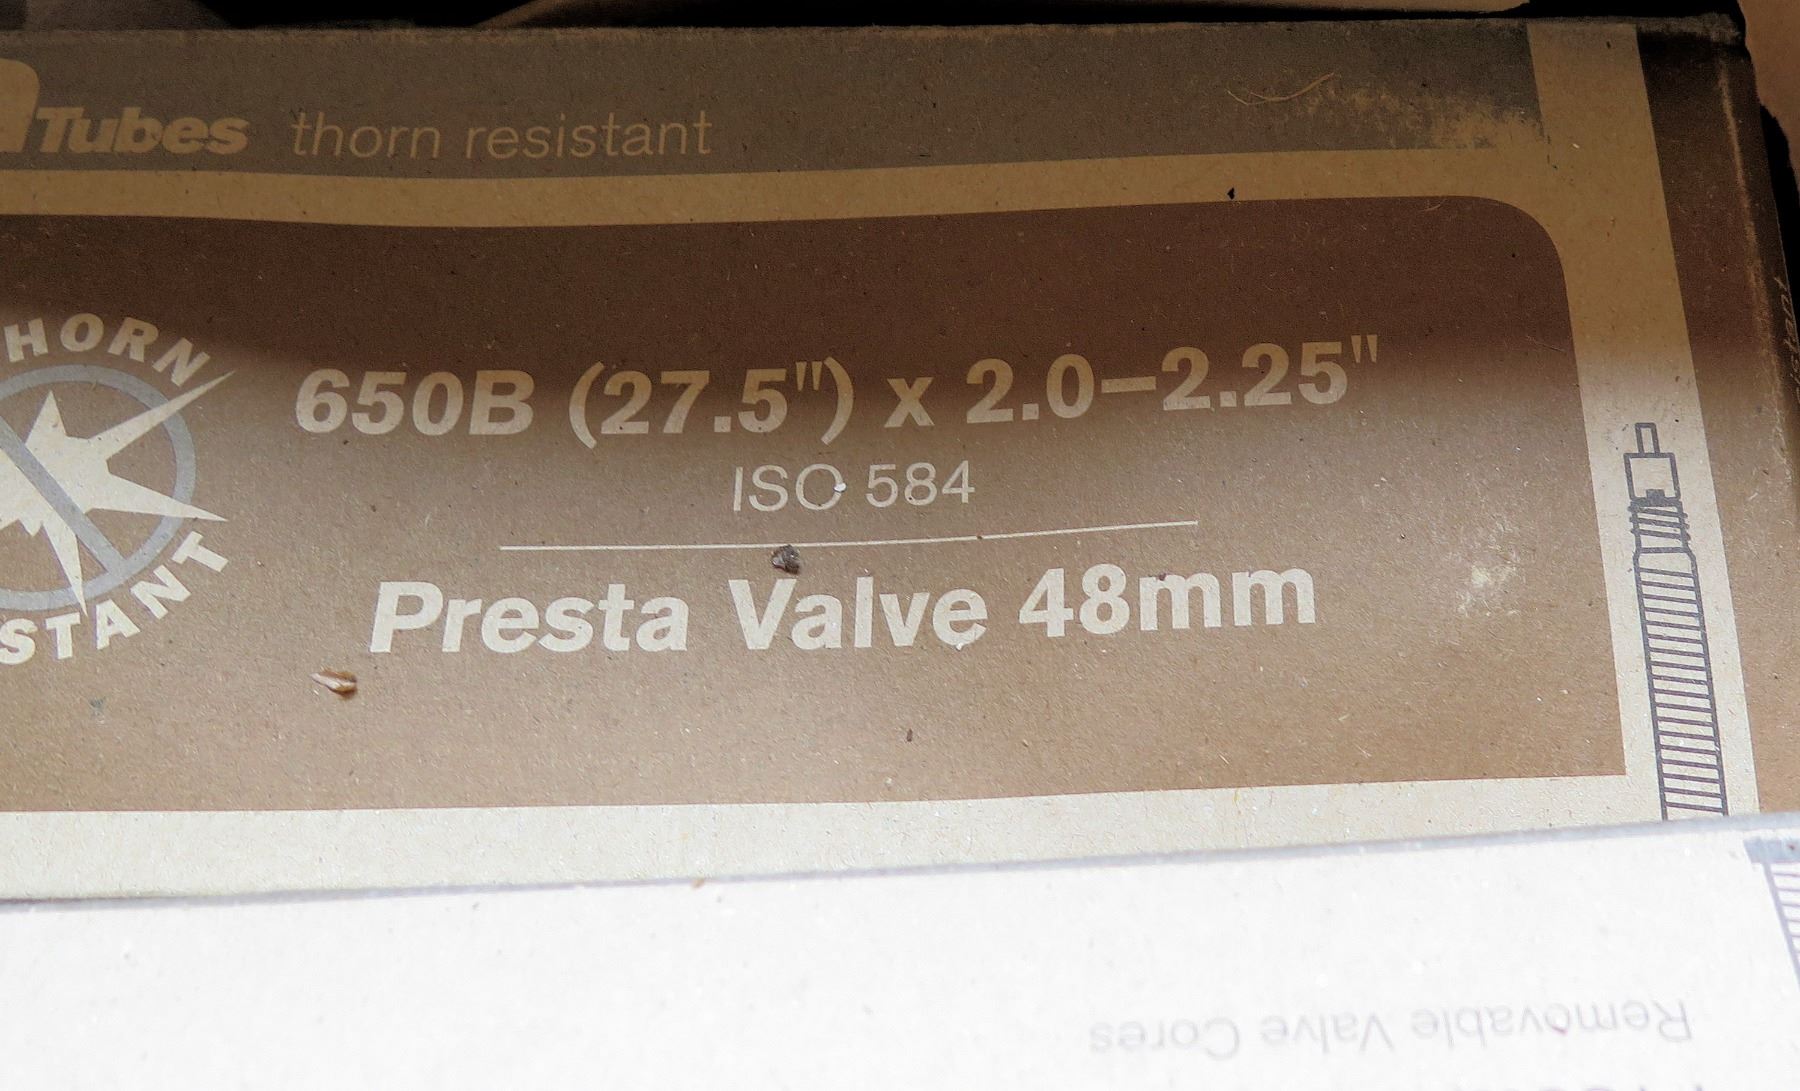 Tubes thorn resistant
HORN
650B (27.5") x 2.0–2.25"
ISO 584
Presta Valve 48mm
STANT
Removable Valve Cores